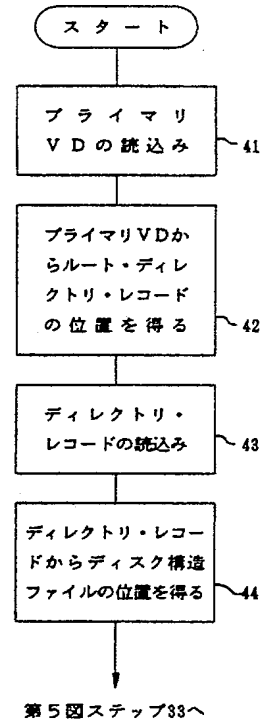 スタート
プライマリ
VDの読込み
41
プライマリVDか
らルート・ディレ
クトリ・レコード
の位置を得る
42
ディレクトリ・
レコードの読込み
43
ディレクトリ・レコー
ドからディスク構造
ファイルの位置を得る
44
第5図ステップ33へ